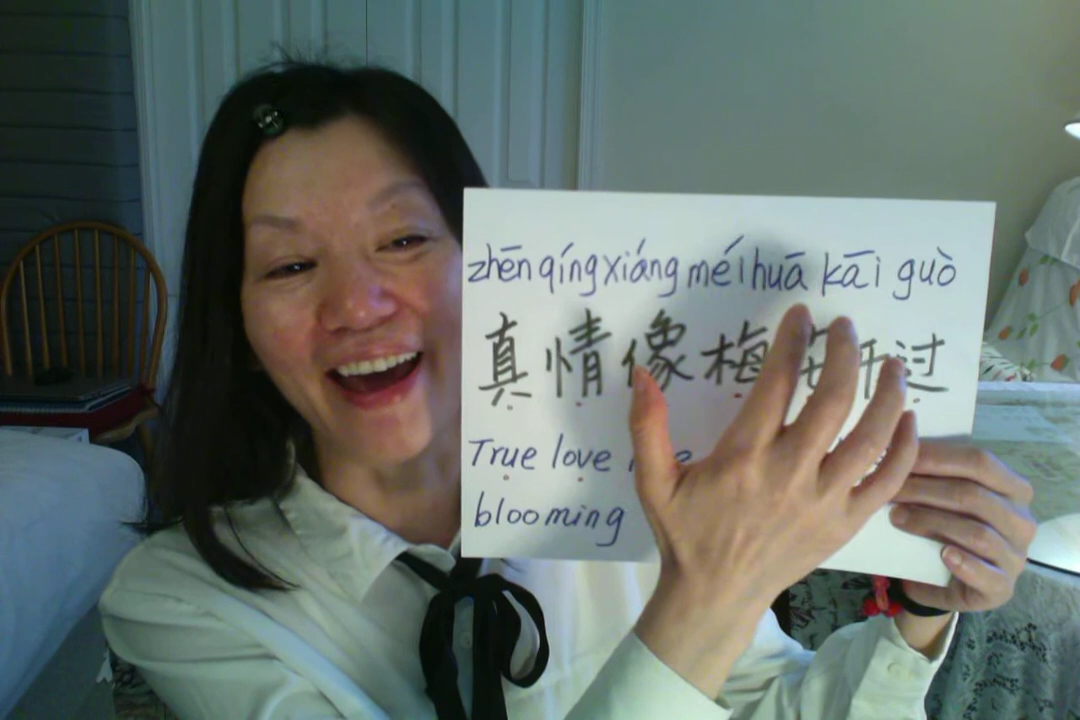 zhēn qíng xiáng méi huā kāi guò
真情像梅 过
True love
blooming